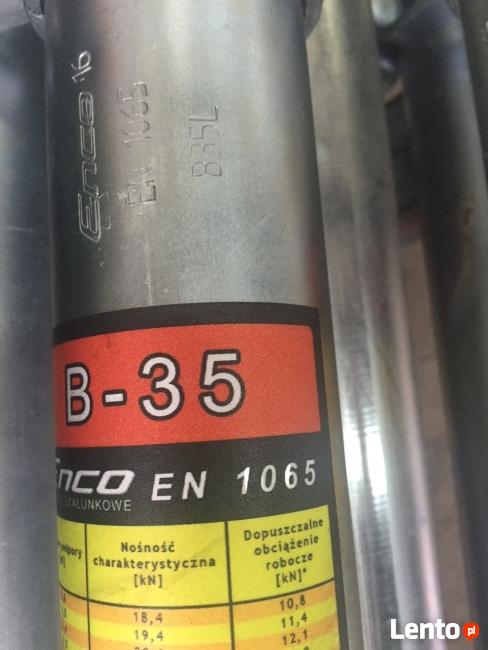 Enco 16
EN 1065
B35L
B-35
Enco EN 1065
SZALUNKOWE
podpory
Nośność
charakterystyczna
[kN]
Dopuszczalne
obciążenie
robocze
[kN]*
10,8
18,4 11,4
19,4 12,1
Lento.pl